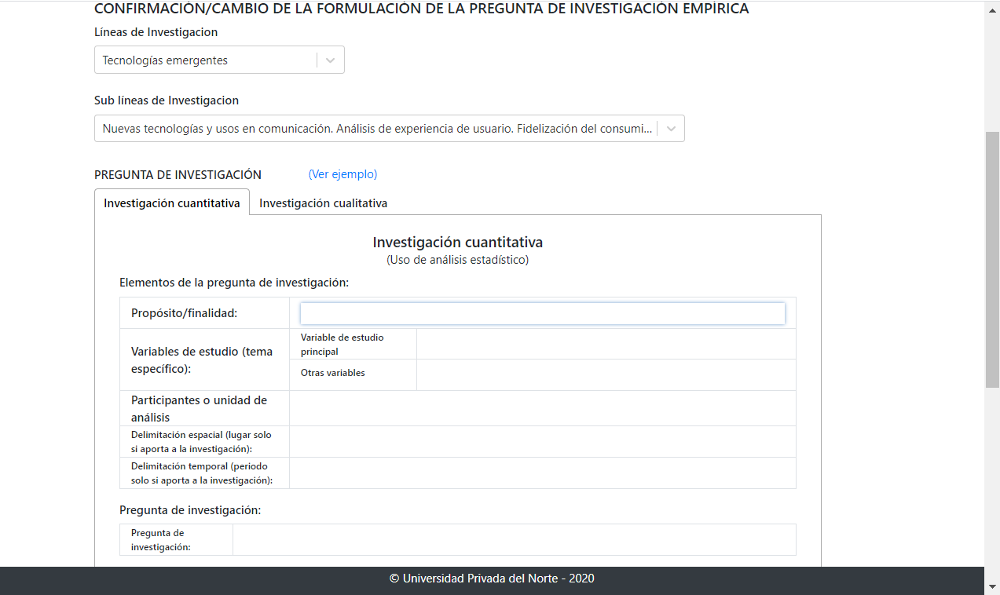 CONFIRMACIÓN/CAMBIO DE LA FORMULACIÓN DE LA PREGUNTA DE INVESTIGACIÓN EMPÍRICA
Líneas de Investigacion
Tecnologías emergentes
Sub líneas de Investigacion
Nuevas tecnologías y usos en comunicación. Análisis de experiencia de usuario. Fidelización del consumi...
PREGUNTA DE INVESTIGACIÓN (Ver ejemplo)
Investigación cuantitativa Investigación cualitativa
Investigación cuantitativa
(Uso de análisis estadístico)
Elementos de la pregunta de investigación:
Propósito/finalidad:
Variables de estudio (tema
específico):
Variable de estudio
principal
Otras variables
Participantes o unidad de
análisis
Delimitación espacial (lugar solo
si aporta a la investigación):
Delimitación temporal (periodo
solo si aporta a la investigación):
Pregunta de investigación:
Pregunta de
investigación:
© Universidad Privada del Norte - 2020